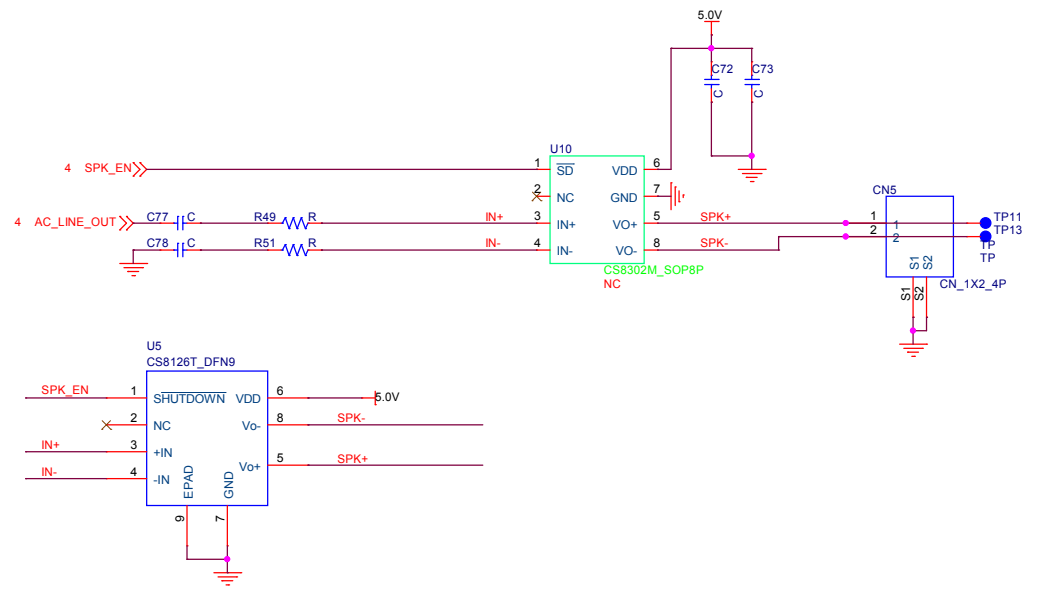 5.0V
C72
C
C73
C
U10
4 SPK_EN
1 SD VDD 6
2 NC GND 7
4 AC_LINE_OUT C77 C R49 R IN+ 3 IN+ VO+ 5 SPK+
C78 C R51 R IN- 4 IN- VO- 8 SPK-
CS8302M_SOP8P
NC
CN5
1 1 TP11
2 2 TP13
TP
TP
S1 S2
CN_1X2_4P
S1 S2
U5
CS8126T_DFN9
SPK_EN 1 SHUTDOWN VDD 6 5.0V
2 NC Vo- 8 SPK-
IN+ 3 +IN
Vo+ 5 SPK+
IN- 4 -IN
EPAD GND
9 7